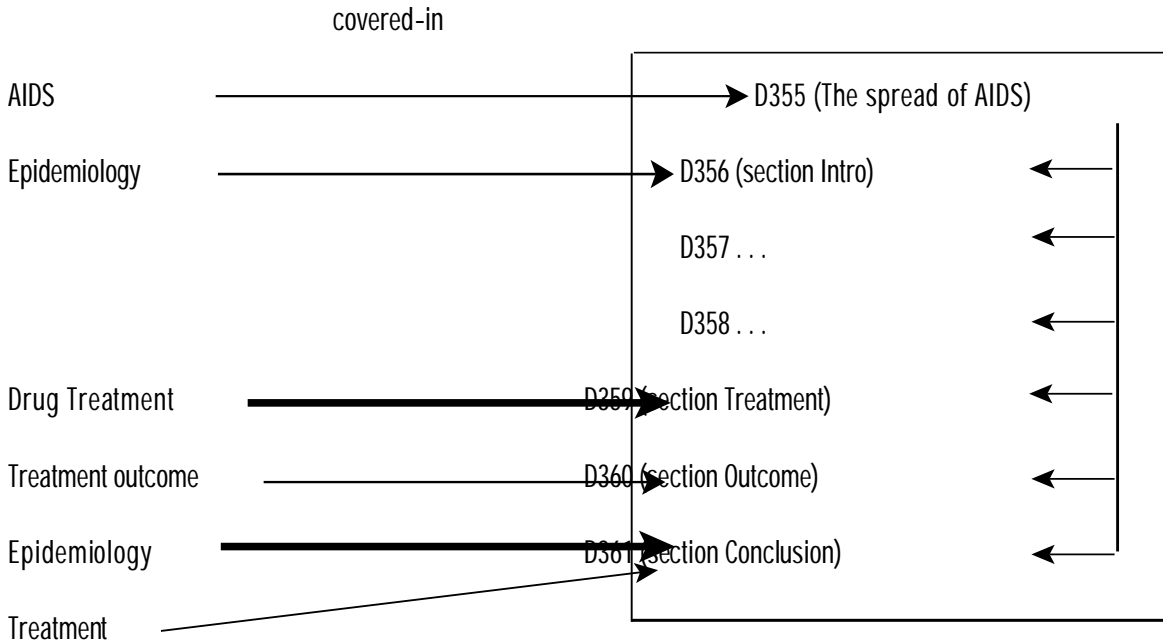 covered-in
AIDS D355 (The spread of AIDS)
Epidemiology D356 (section Intro)
D357 . . .
D358 . . .
Drug Treatment D359 (section Treatment)
Treatment outcome D360 (section Outcome)
Epidemiology D361 (section Conclusion)
Treatment